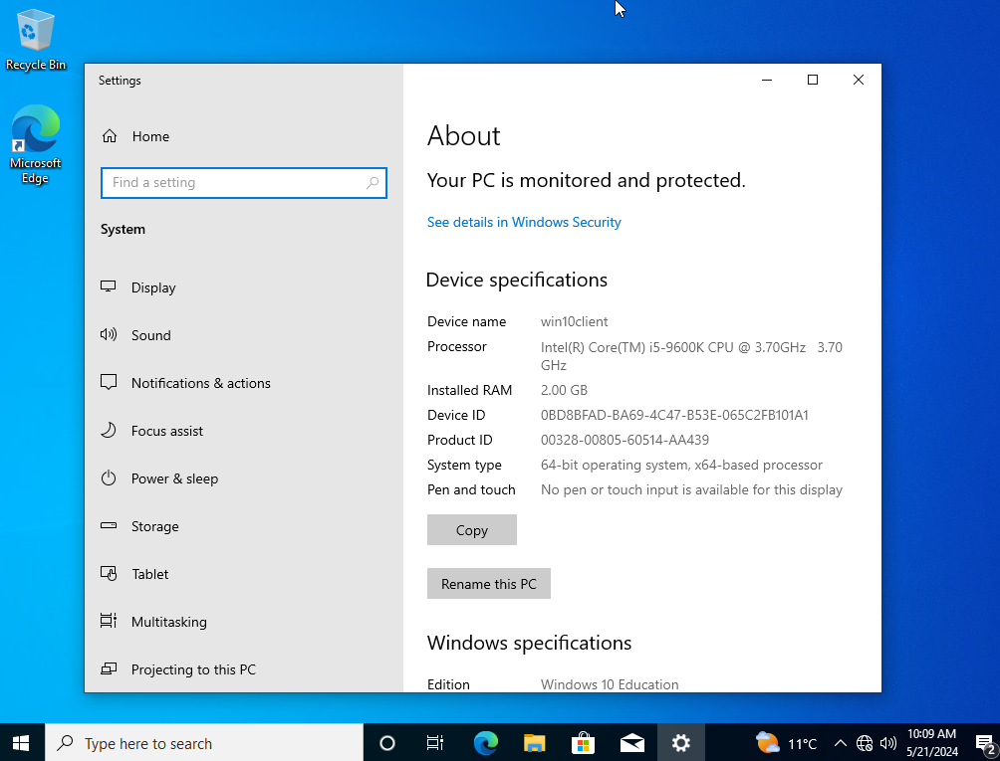 Recycle Bin
Microsoft
Edge
Settings
Home
Find a setting
System
Display
Sound
Notifications & actions
Focus assist
Power & sleep
Storage
Tablet
Multitasking
Projecting to this PC
About
Your PC is monitored and protected.
See details in Windows Security
Device specifications
Device name win10client
Processor Intel(R) Core(TM) i5-9600K CPU @ 3.70GHz 3.70
GHz
Installed RAM 2.00 GB
Device ID 0BD8BFAD-BA69-4C47-B53E-065C2FB101A1
Product ID 00328-00805-60514-AA439
System type 64-bit operating system, x64-based processor
Pen and touch No pen or touch input is available for this display
Copy
Rename this PC
Windows specifications
Edition Windows 10 Education
Type here to search
11°C
10:09 AM
5/21/2024
2